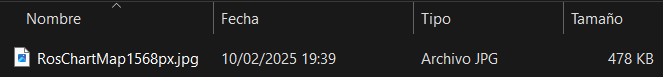 Nombre Fecha Tipo Tamaño
RosChartMap1568px.jpg 10/02/2025 19:39 Archivo JPG 478 KB